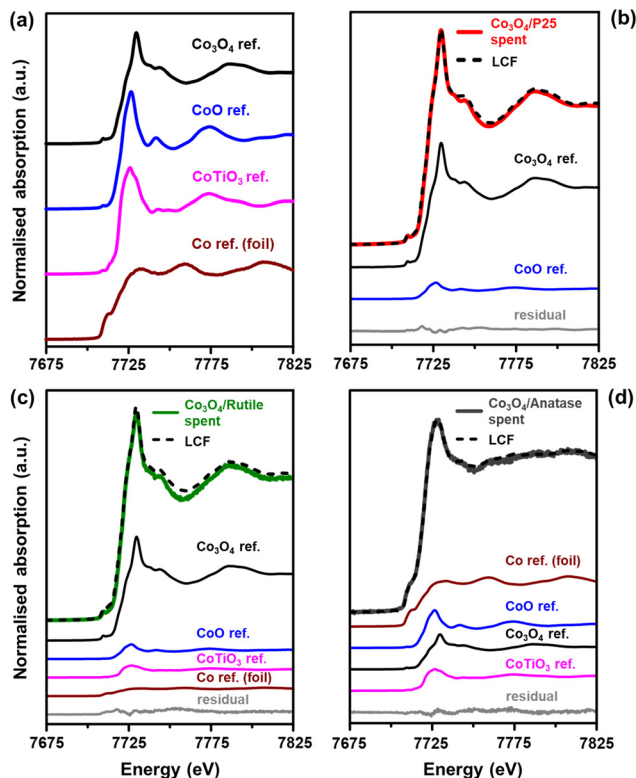 (a)
Co₃O₄ ref.
CoO ref.
CoTiO₃ ref.
Co ref. (foil)
Normalised absorption (a.u.)
7675 7725 7775 7825
(b)
Co₃O₄/P25
spent
LCF
Co₃O₄ ref.
CoO ref.
residual
7675 7725 7775 7825
(c)
Co₃O₄/Rutile
spent
LCF
Co₃O₄ ref.
CoO ref.
CoTiO₃ ref.
Co ref. (foil)
residual
Normalised absorption (a.u.)
7675 7725 7775 7825
Energy (eV)
(d)
Co₃O₄/Anatase
spent
LCF
Co ref. (foil)
CoO ref.
Co₃O₄ ref.
CoTiO₃ ref.
residual
7675 7725 7775 7825
Energy (eV)